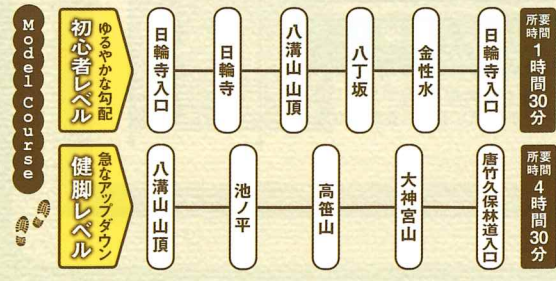 Model Course
ゆるやかな勾配
初心者レベル
日輪寺入口
日輪寺
八溝山 山頂
八丁坂
金性水
日輪寺入口
所要時間
1時間30分
急なアップダウン
健脚レベル
八溝山 山頂
池ノ平
高笹山
大神宮山
唐竹久保林道入口
所要時間
4時間30分